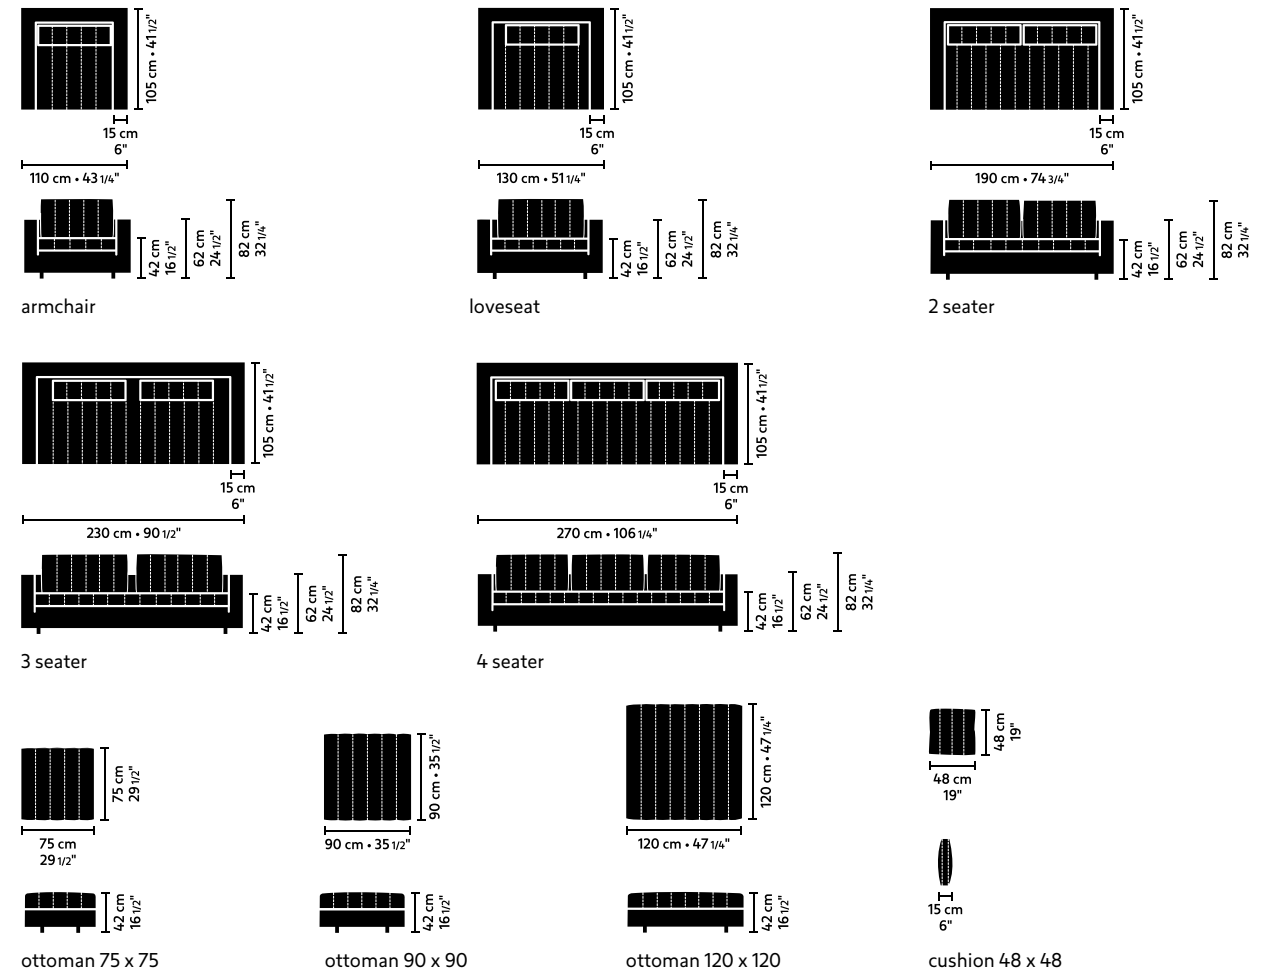 105 cm • 41 1/2"
15 cm
6"
110 cm • 43 1/4"
42 cm
16 1/2"
62 cm
24 1/2"
82 cm
32 1/4"
armchair
105 cm • 41 1/2"
15 cm
6"
130 cm • 51 1/4"
42 cm
16 1/2"
62 cm
24 1/2"
82 cm
32 1/4"
loveseat
105 cm • 41 1/2"
15 cm
6"
190 cm • 74 3/4"
42 cm
16 1/2"
62 cm
24 1/2"
82 cm
32 1/4"
2 seater
105 cm • 41 1/2"
15 cm
6"
230 cm • 90 1/2"
42 cm
16 1/2"
62 cm
24 1/2"
82 cm
32 1/4"
3 seater
105 cm • 41 1/2"
15 cm
6"
270 cm • 106 1/4"
42 cm
16 1/2"
62 cm
24 1/2"
82 cm
32 1/4"
4 seater
75 cm
29 1/2"
75 cm
29 1/2"
42 cm
16 1/2"
ottoman 75 x 75
90 cm • 35 1/2"
90 cm • 35 1/2"
42 cm
16 1/2"
ottoman 90 x 90
120 cm • 47 1/4"
120 cm • 47 1/4"
42 cm
16 1/2"
ottoman 120 x 120
48 cm
19"
48 cm
19"
15 cm
6"
cushion 48 x 48